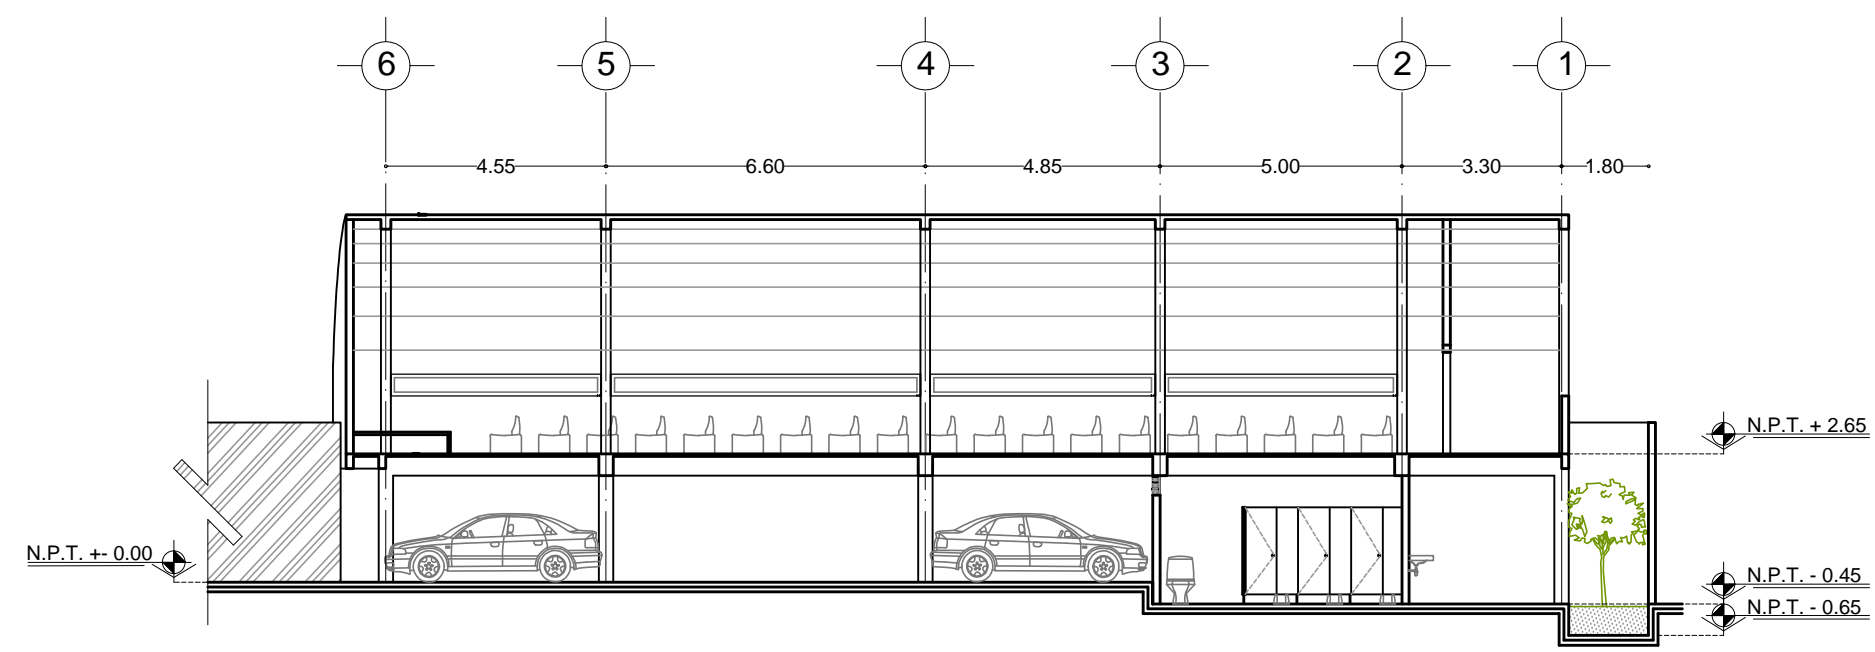 6 5 4 3 2 1
4.55 6.60 4.85 5.00 3.30 1.80
N.P.T. + 2.65
N.P.T. +- 0.00
N.P.T. - 0.45
N.P.T. - 0.65